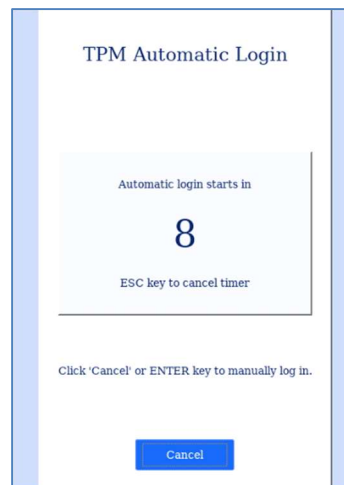 TPM Automatic Login
Automatic login starts in
8
ESC key to cancel timer
Click 'Cancel' or ENTER key to manually log in.
Cancel